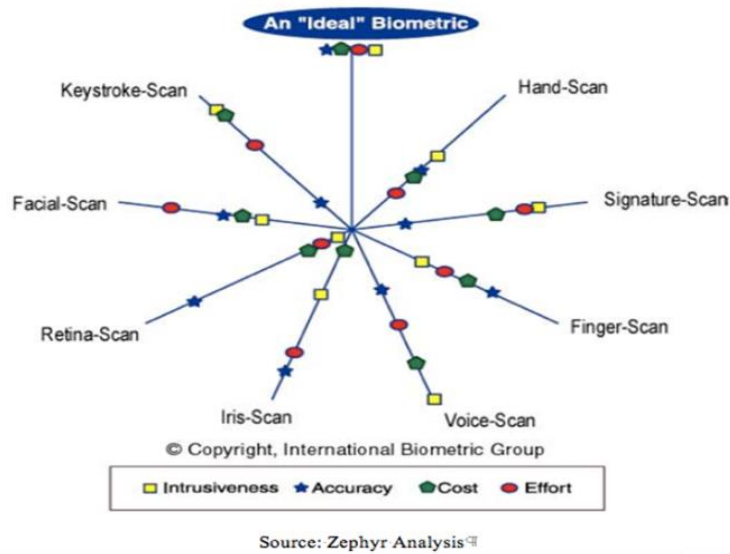 An "Ideal" Biometric
Keystroke-Scan
Hand-Scan
Facial-Scan
Signature-Scan
Retina-Scan
Finger-Scan
Iris-Scan
Voice-Scan
© Copyright, International Biometric Group
Intrusiveness Accuracy Cost Effort
Source: Zephyr Analysis¶